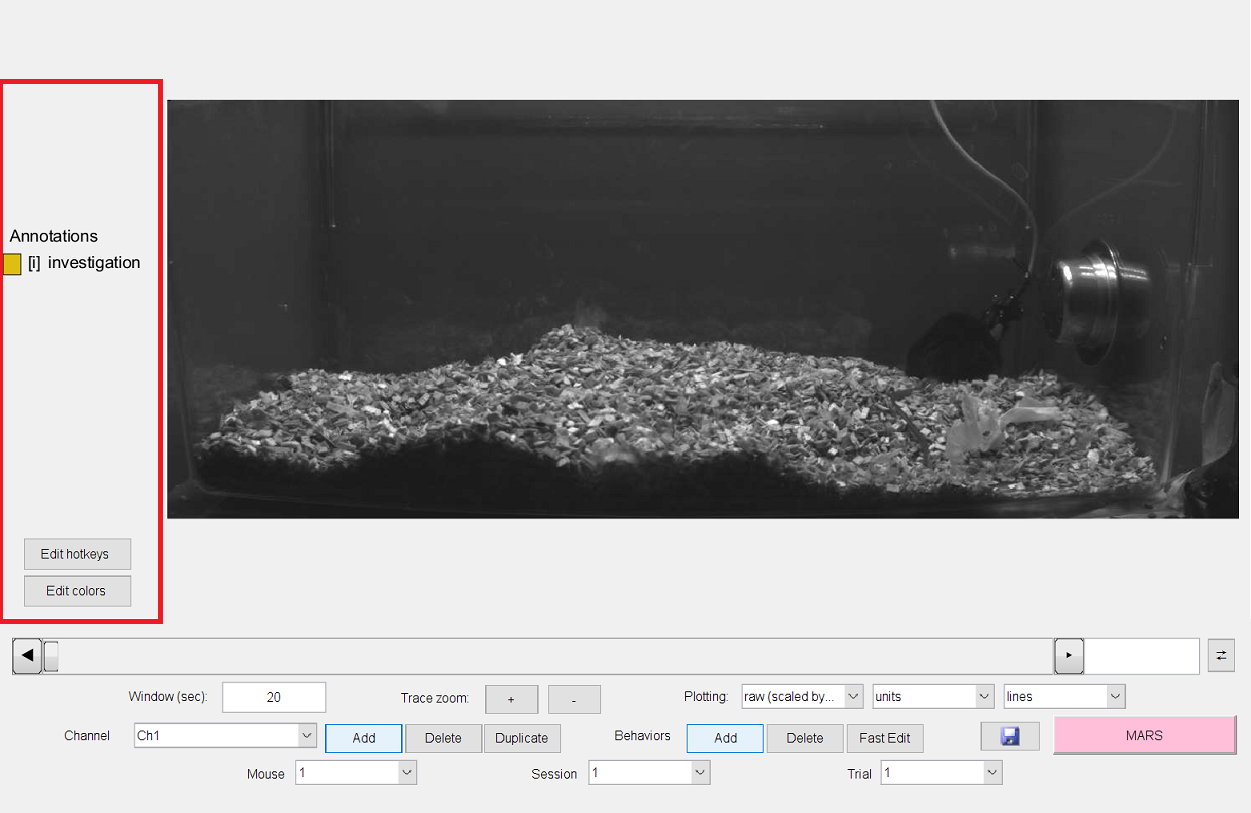 Annotations
[i] investigation
Edit hotkeys
Edit colors
Window (sec): 20 Trace zoom: + - Plotting: raw (scaled by... units lines
Channel Ch1 Add Delete Duplicate Behaviors Add Delete Fast Edit MARS
Mouse 1 Session 1 Trial 1